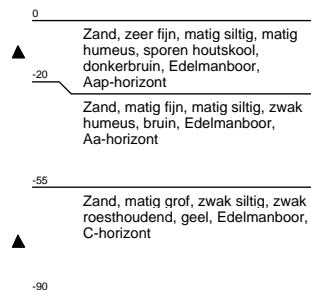 0
Zand, zeer fijn, matig siltig, matig
humeus, sporen houtskool,
donkerbruin, Edelmanboor,
Aap-horizont
-20
Zand, matig fijn, matig siltig, zwak
humeus, bruin, Edelmanboor,
Aa-horizont
-55
Zand, matig grof, zwak siltig, zwak
roesthoudend, geel, Edelmanboor,
C-horizont
-90